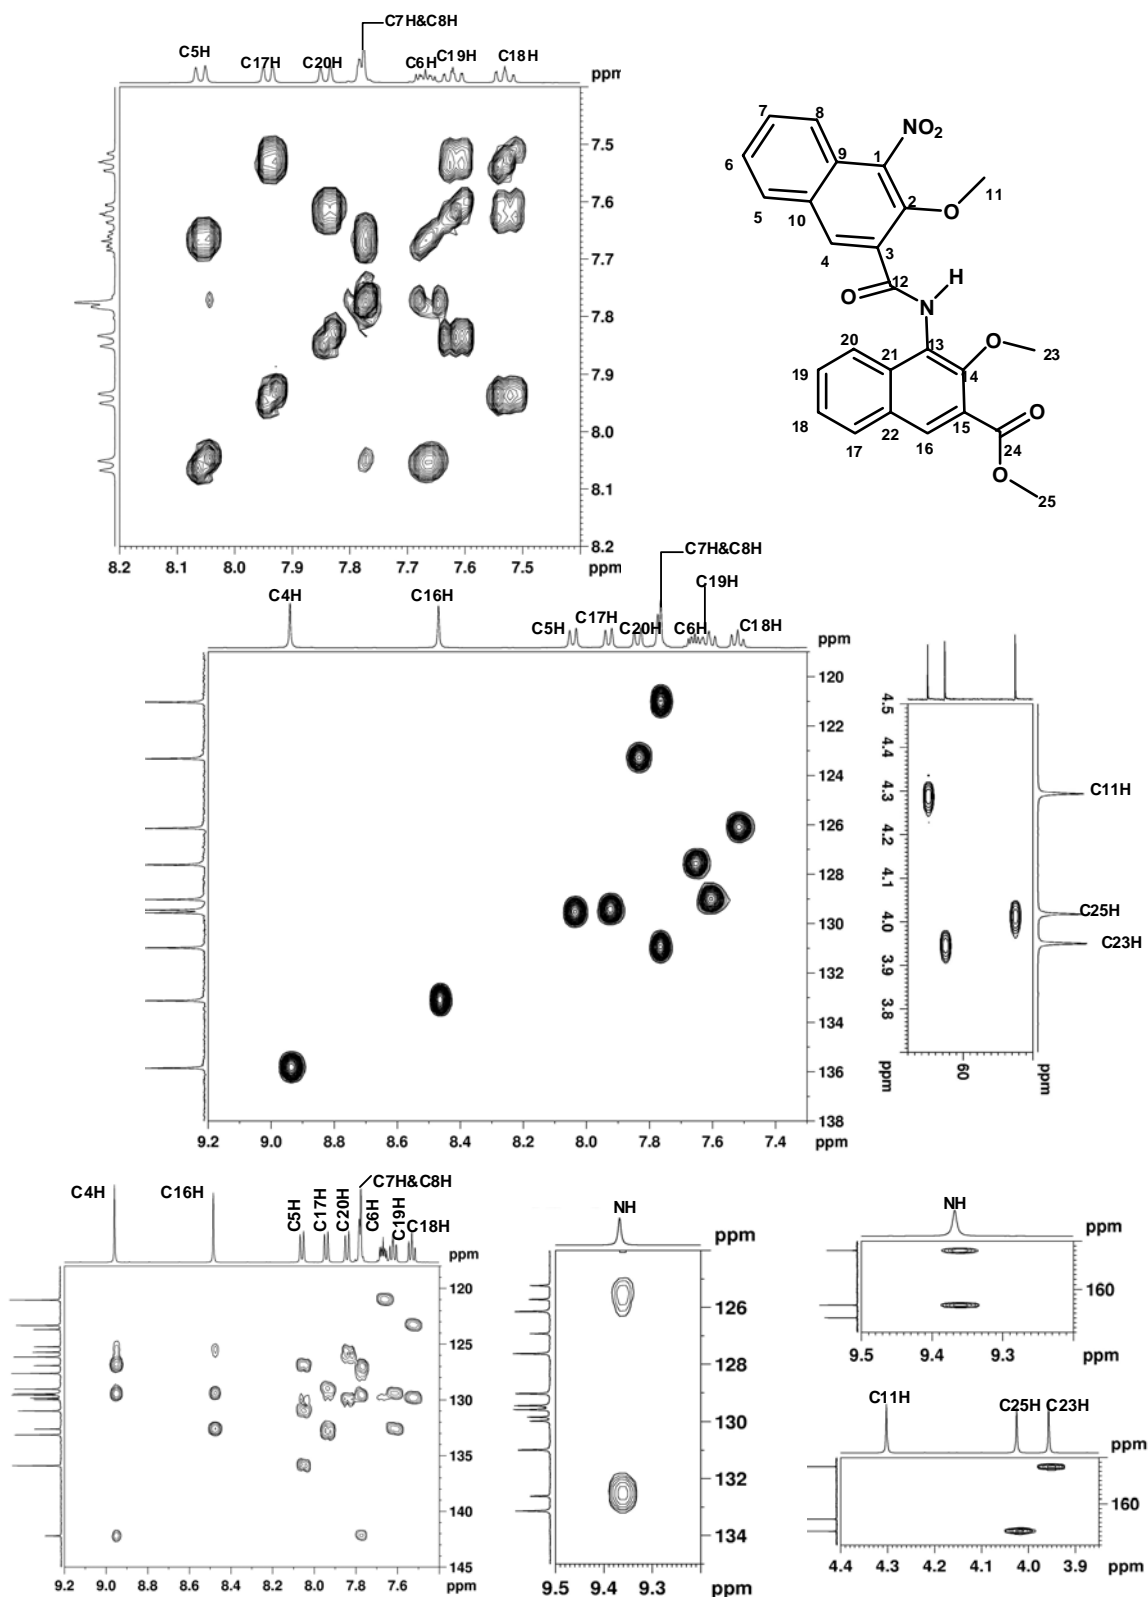 C7H&C8H
C5H
C17H
C20H
C6H
C19H
C18H
ppm
7.5
7.6
7.7
7.8
7.9
8.0
8.1
8.2
8.2 8.1 8.0 7.9 7.8 7.7 7.6 7.5 ppm
7
8
NO2
6
9
1
11
2
O
5
10
4
3
12
H
O
N
20
21
13
O
23
19
14
18
22
15
O
17
16
24
O
25
C7H&C8H
C4H
C16H
C19H
C5H
C17H
C20H
C6H
C18H
ppm
120
122
124
126
128
130
132
134
136
138
9.2 9.0 8.8 8.6 8.4 8.2 8.0 7.8 7.6 7.4 ppm
4.5
4.4
4.3
4.2
4.1
4.0
3.9
3.8
ppm
60
ppm
C11H
C25H
C23H
C4H
C16H
C5H
C17H
C20H
C7H&C8H
C6H
C19H
C18H
ppm
120
125
130
135
140
145
9.2 9.0 8.8 8.6 8.4 8.2 8.0 7.8 7.6 ppm
NH
ppm
126
128
130
132
134
9.5 9.4 9.3 ppm
NH
ppm
160
9.5 9.4 9.3 ppm
C11H
C25H
C23H
ppm
160
4.4 4.3 4.2 4.1 4.0 3.9 ppm